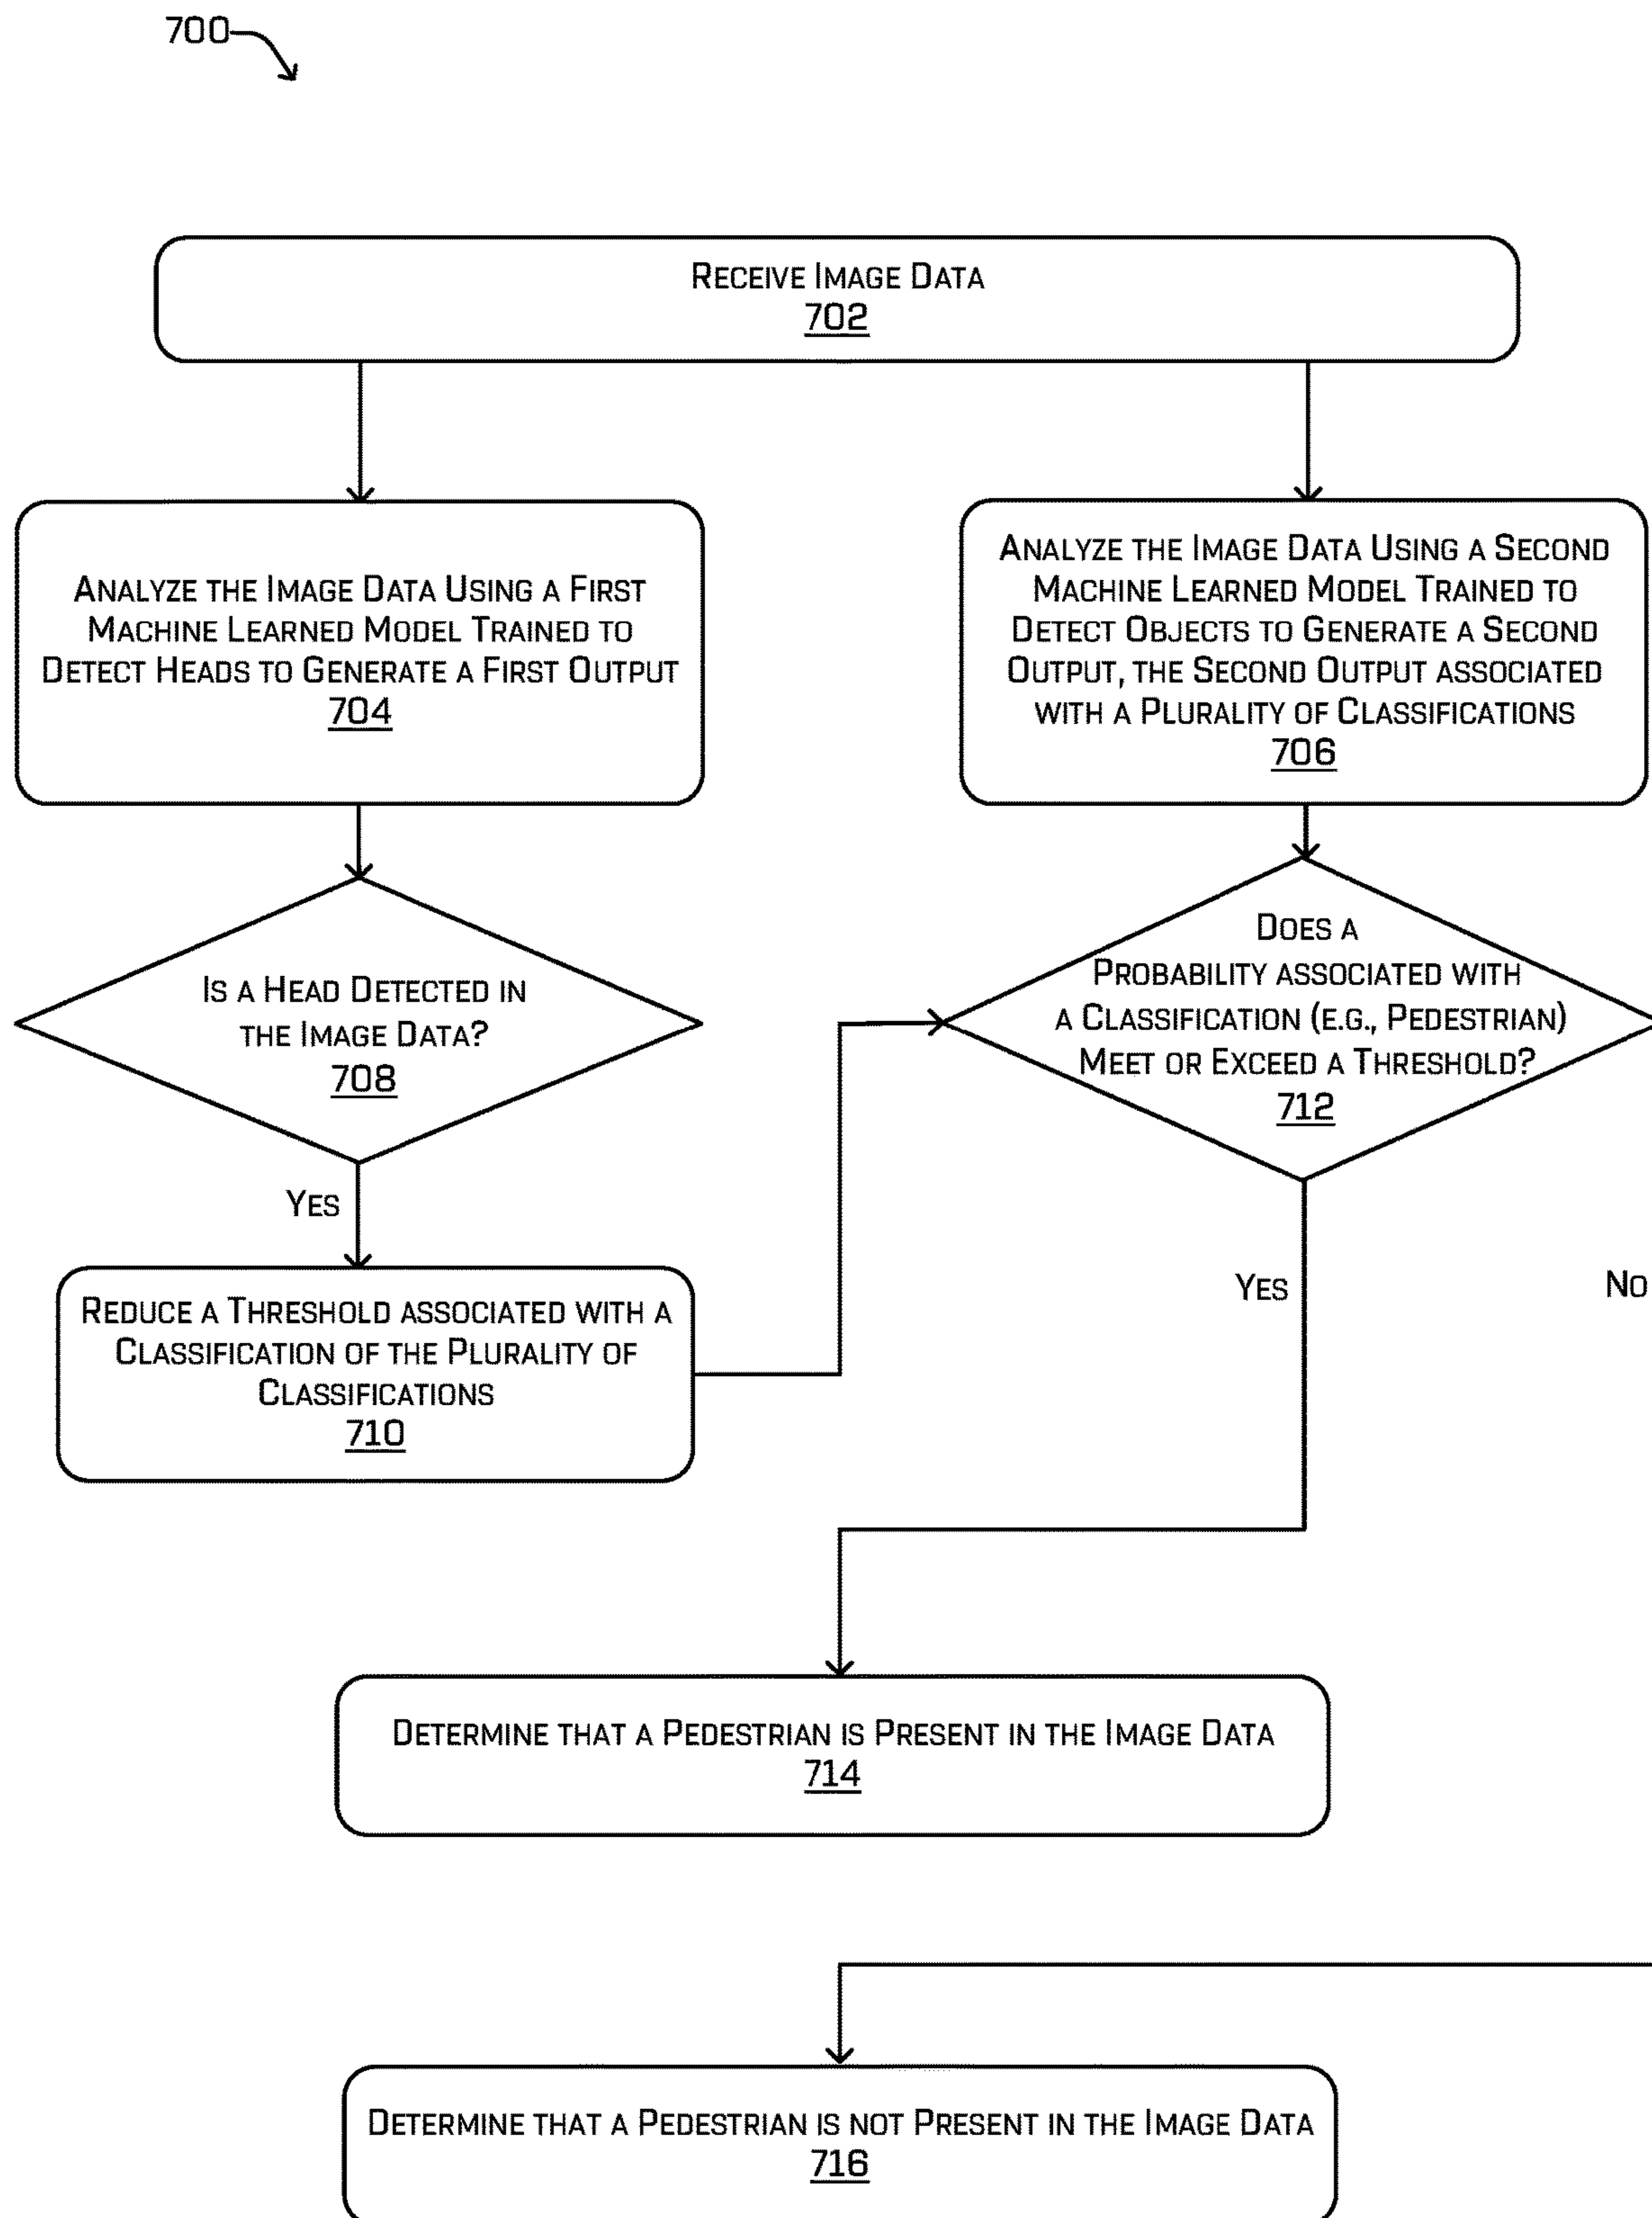 700
Receive Image Data
702
Analyze the Image Data Using a First
Machine Learned Model Trained to
Detect Heads to Generate a First Output
704
Analyze the Image Data Using a Second
Machine Learned Model Trained to
Detect Objects to Generate a Second
Output, the Second Output associated
with a Plurality of Classifications
706
Is a Head Detected in
the Image Data?
708
Does a
Probability associated with
a Classification (e.g., Pedestrian)
Meet or Exceed a Threshold?
712
Yes
Reduce a Threshold associated with a
Classification of the Plurality of
Classifications
710
Yes
No
Determine that a Pedestrian is Present in the Image Data
714
Determine that a Pedestrian is not Present in the Image Data
716